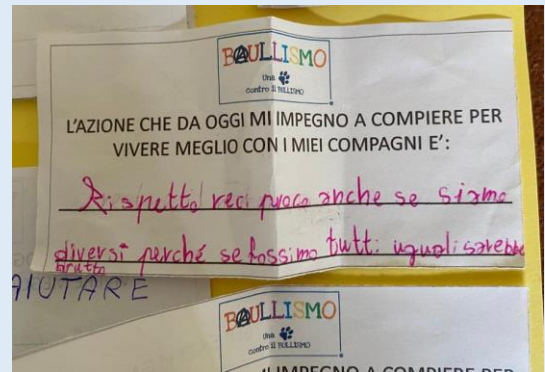 BAULLISMO
Una
contro il BULLISMO
L'AZIONE CHE DA OGGI MI IMPEGNO A COMPIERE PER
VIVERE MEGLIO CON I MIEI COMPAGNI E':
Rispetto reciproco anche se siamo
diversi perché se fossimo tutti uguali sarebbe
brutto
AIUTARE
BAULLISMO
Una
contro il BULLISMO
IMPEGNO A COMPIERE PER